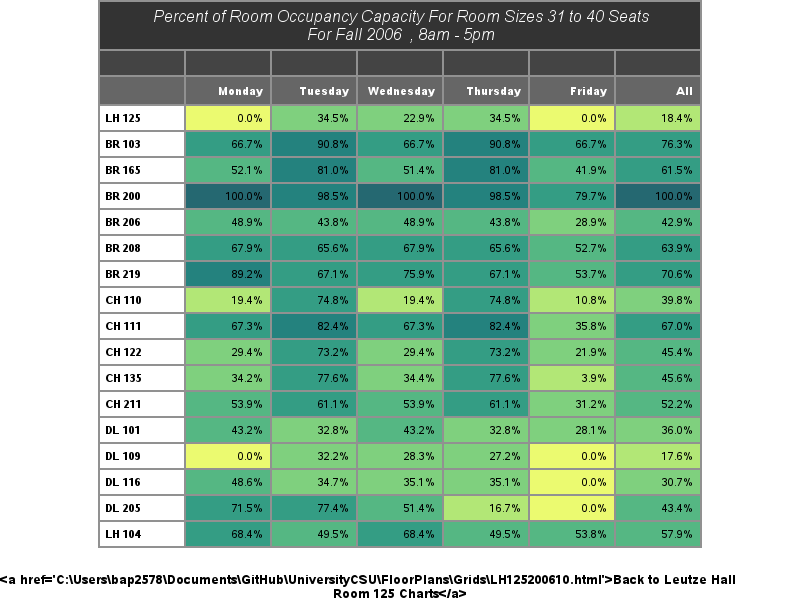 Percent of Room Occupancy Capacity For Room Sizes 31 to 40 Seats
For Fall 2006 , 8am - 5pm
Monday Tuesday Wednesday Thursday Friday All
LH 125 0.0% 34.5% 22.9% 34.5% 0.0% 18.4%
BR 103 66.7% 90.8% 66.7% 90.8% 66.7% 76.3%
BR 165 52.1% 81.0% 51.4% 81.0% 41.9% 61.5%
BR 200 100.0% 98.5% 100.0% 98.5% 79.7% 100.0%
BR 206 48.9% 43.8% 48.9% 43.8% 28.9% 42.9%
BR 208 67.9% 65.6% 67.9% 65.6% 52.7% 63.9%
BR 219 89.2% 67.1% 75.9% 67.1% 53.7% 70.6%
CH 110 19.4% 74.8% 19.4% 74.8% 10.8% 39.8%
CH 111 67.3% 82.4% 67.3% 82.4% 35.8% 67.0%
CH 122 29.4% 73.2% 29.4% 73.2% 21.9% 45.4%
CH 135 34.2% 77.6% 34.4% 77.6% 3.9% 45.6%
CH 211 53.9% 61.1% 53.9% 61.1% 31.2% 52.2%
DL 101 43.2% 32.8% 43.2% 32.8% 28.1% 36.0%
DL 109 0.0% 32.2% 28.3% 27.2% 0.0% 17.6%
DL 116 48.6% 34.7% 35.1% 35.1% 0.0% 30.7%
DL 205 71.5% 77.4% 51.4% 16.7% 0.0% 43.4%
LH 104 68.4% 49.5% 68.4% 49.5% 53.8% 57.9%
<a href='C:\Users\bap2578\Documents\GitHub\UniversityCSU\FloorPlans\Grids\LH125200610.html'>Back to Leutze Hall
Room 125 Charts</a>